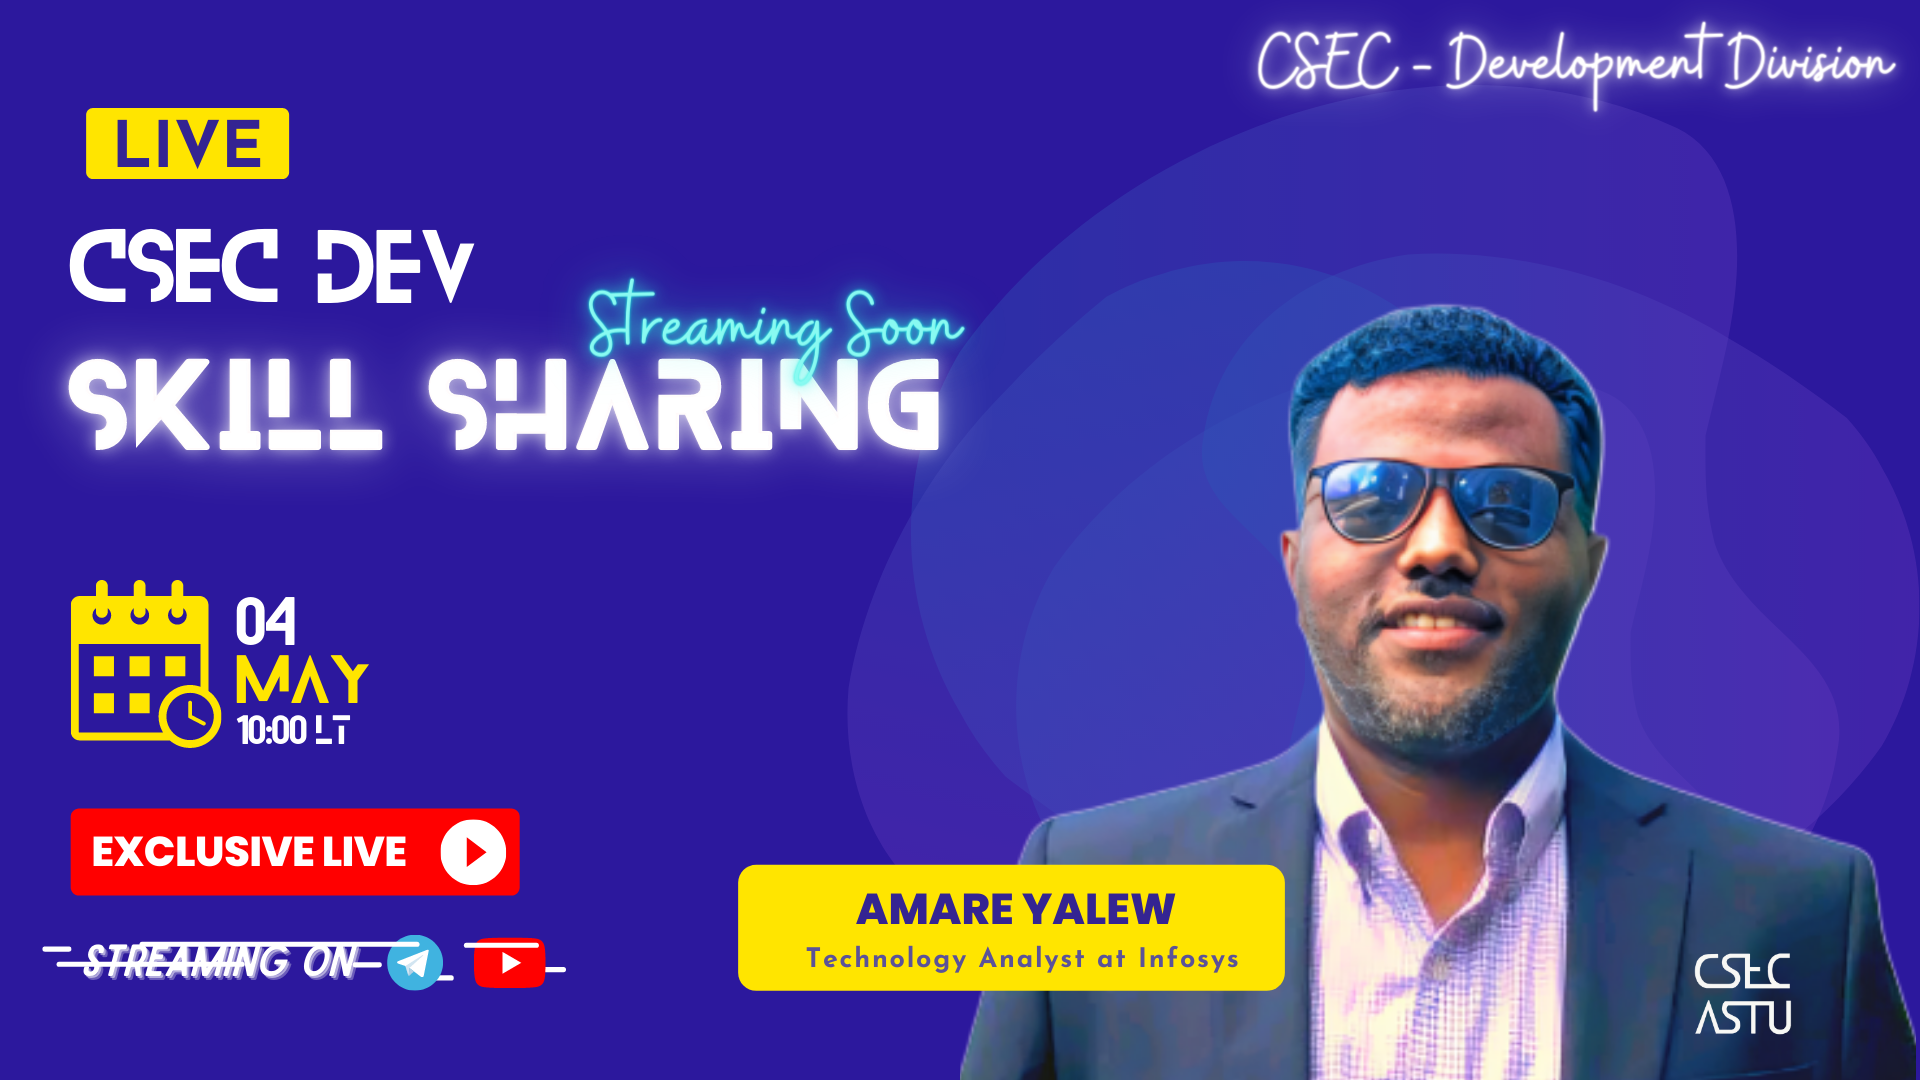 CSEC - Development Division
LIVE
CSEC DEV
Streaming Soon
SKILL SHARING
04
MAY
10:00 LT
EXCLUSIVE LIVE
STREAMING ON
AMARE YALEW
Technology Analyst at Infosys
CSEC
ASTU